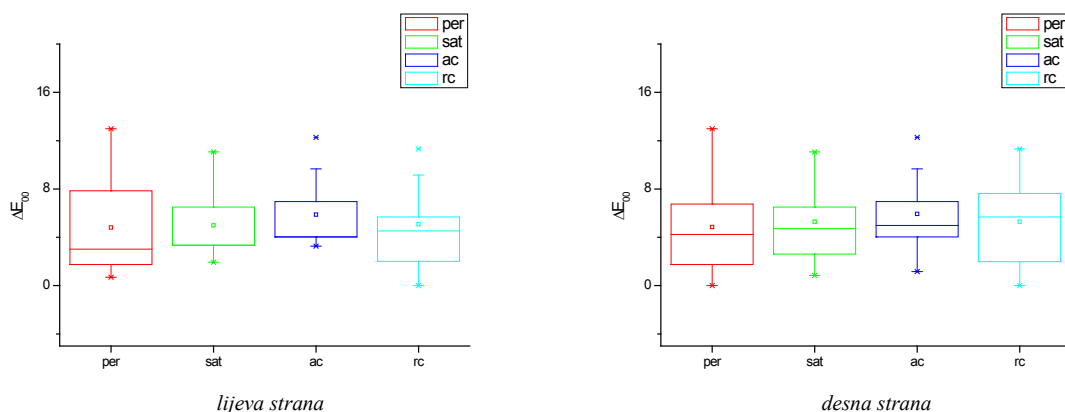 per
sat
ac
rc
16
8
0
ΔE₀₀
per sat ac rc
lijeva strana
per
sat
ac
rc
16
8
0
ΔE₀₀
per sat ac rc
desna strana